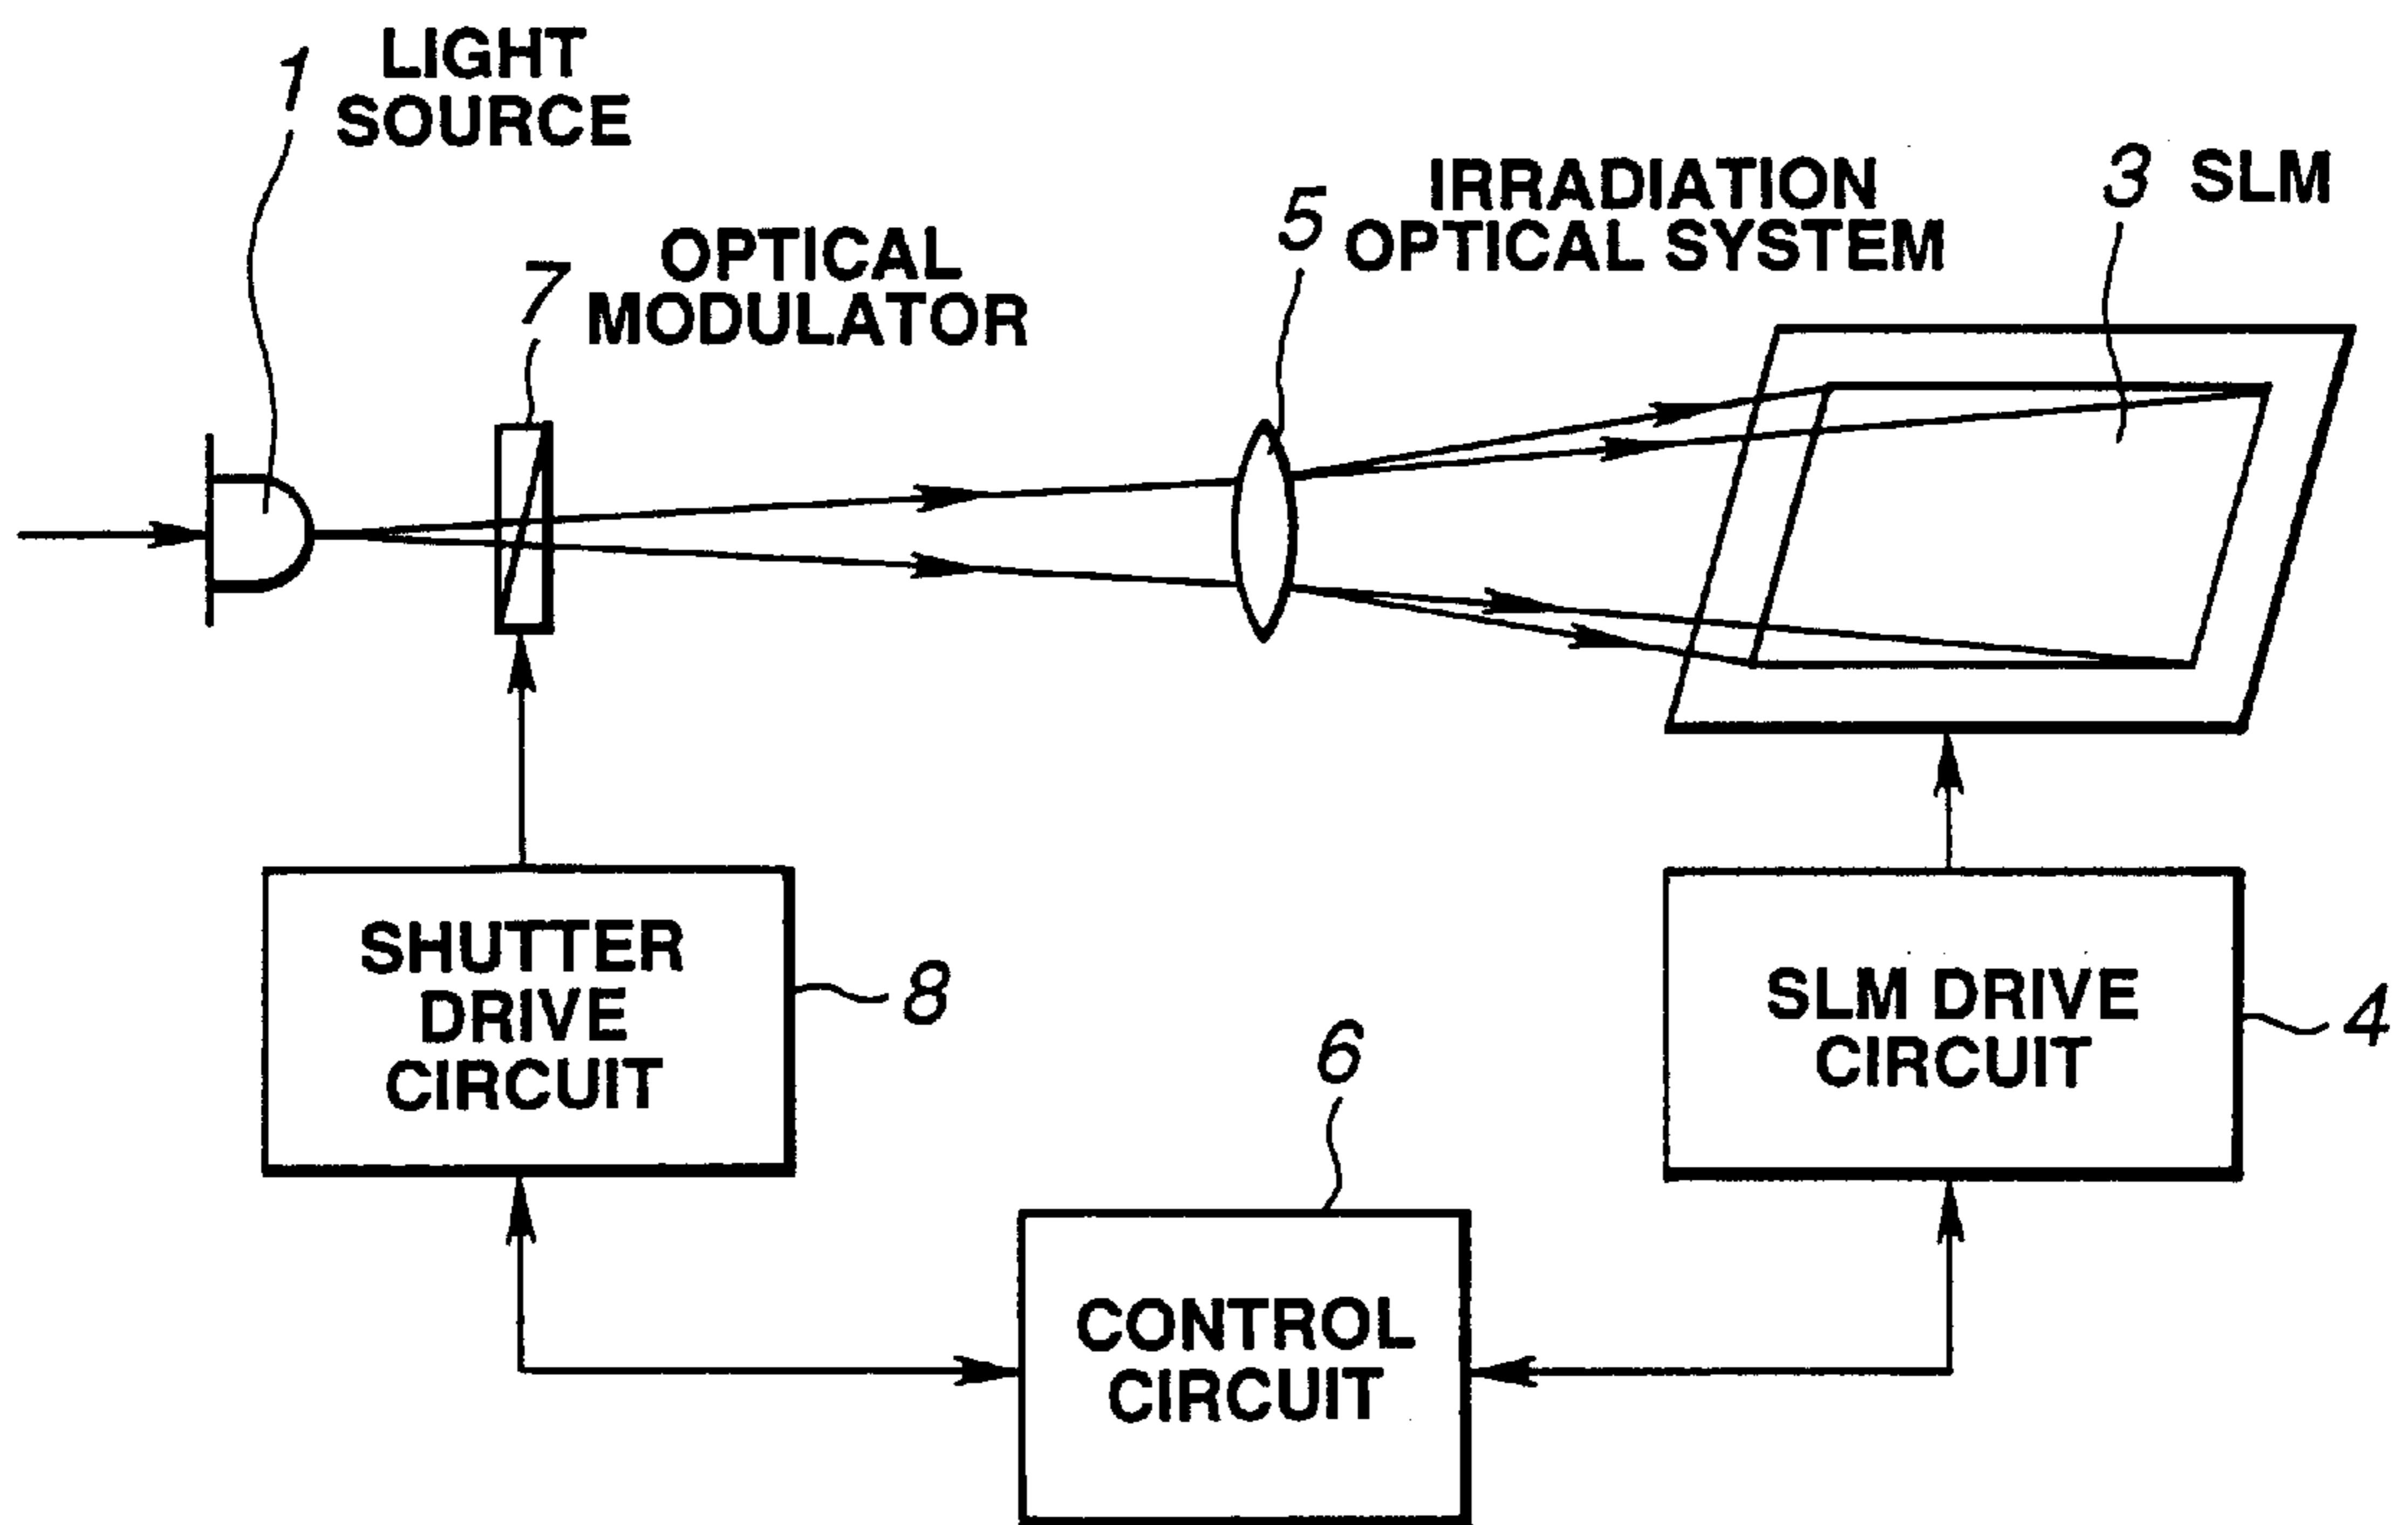 1 LIGHT
SOURCE
7 OPTICAL
MODULATOR
5 IRRADIATION
OPTICAL SYSTEM
3 SLM
SHUTTER
DRIVE
CIRCUIT
8
SLM DRIVE
CIRCUIT
4
6
CONTROL
CIRCUIT